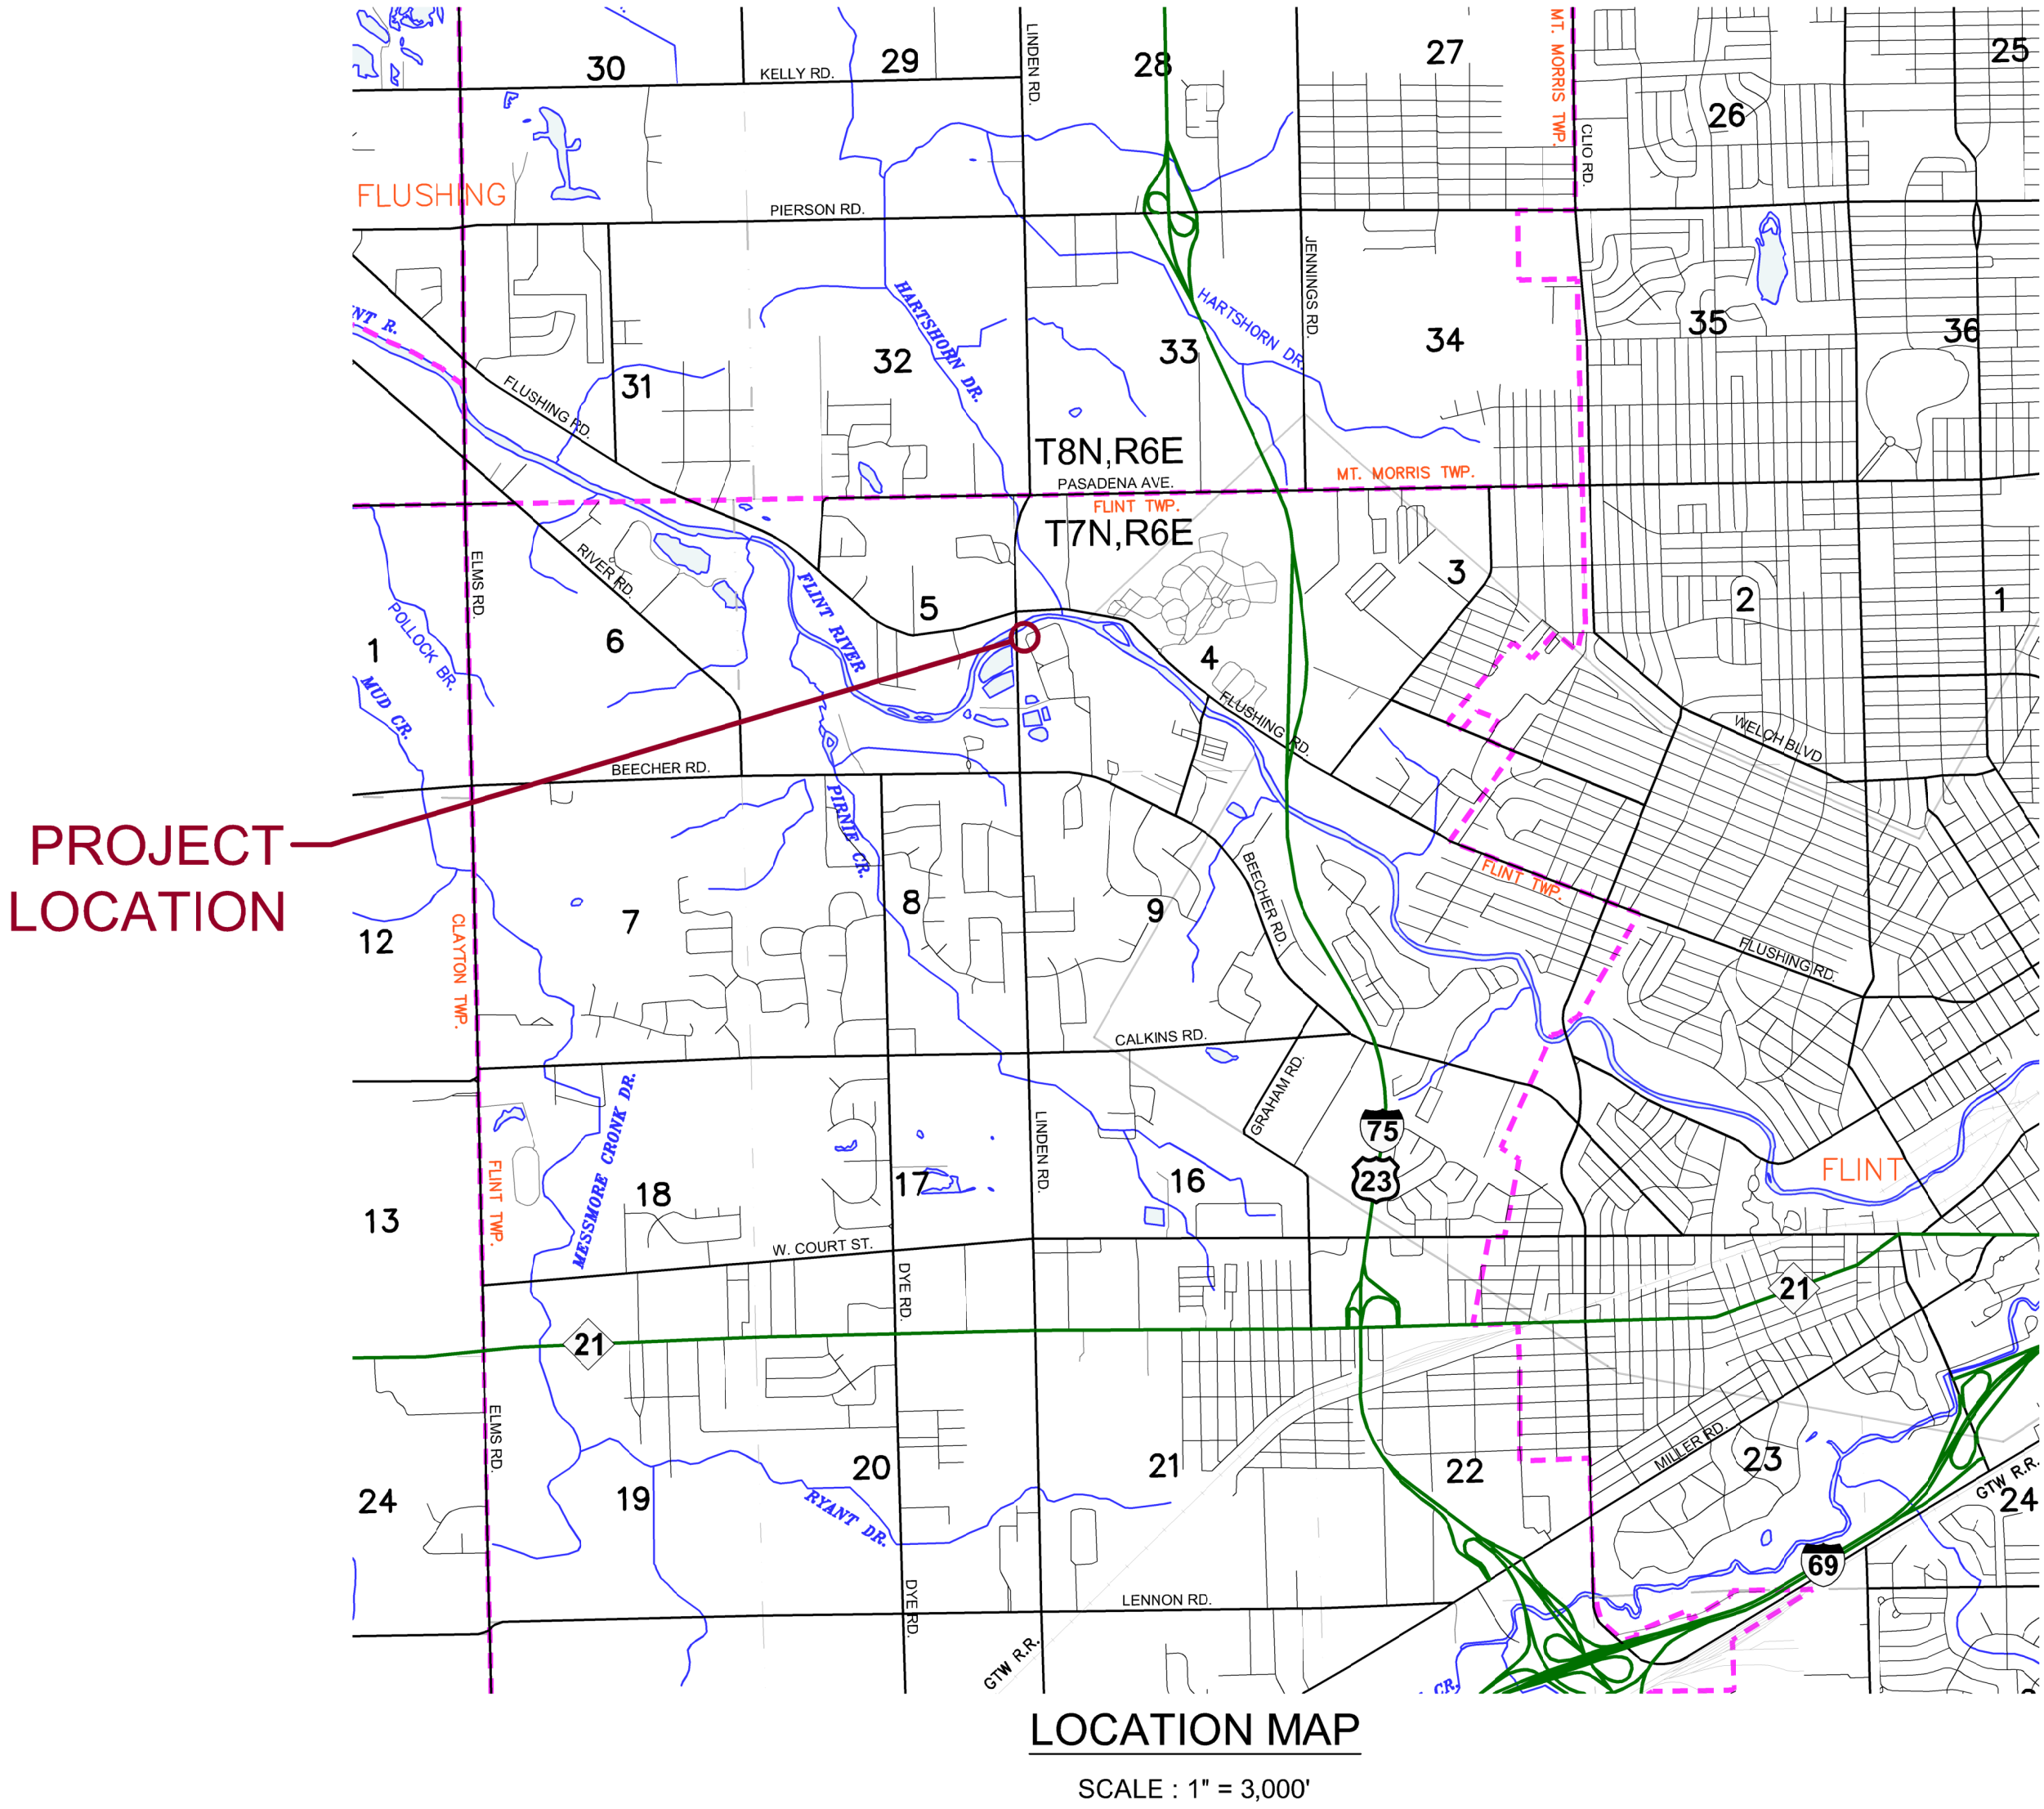 30
29
28
27
25
KELLY RD.
LINDEN RD.
MT. MORRIS TWP.
26
CLIO RD.
FLUSHING
PIERSON RD.
JENNINGS RD.
HARTSHORN DR.
HARTSHORN DR.
NT R.
31
32
33
34
35
36
FLUSHING RD.
T8N,R6E
PASADENA AVE.
MT. MORRIS TWP.
FLINT TWP.
T7N,R6E
ELMS RD.
RIVER RD.
FLINT RIVER
POLLOCK BR.
MUD CR.
1
6
5
4
3
2
1
FLUSHING RD.
WELCH BLVD
BEECHER RD.
PIRNIE CR.
PROJECT
LOCATION
BEECHER RD.
FLINT TWP.
FLUSHING RD.
12
CLAYTON TWP.
7
8
9
CALKINS RD.
GRAHAM RD.
MESSMORE CRONK DR.
LINDEN RD.
75
23
FLINT
FLINT TWP.
13
18
17
16
W. COURT ST.
DYE RD.
21
21
ELMS RD.
MILLER RD.
24
19
20
21
22
23
24
RYANT DR.
GTW R.R.
69
DYE RD.
LENNON RD.
GTW R.R.
CR.
LOCATION MAP
SCALE : 1" = 3,000'